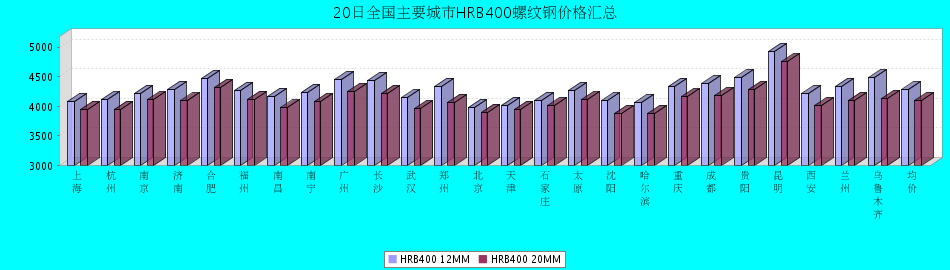 20日全国主要城市HRB400螺纹钢价格汇总
5000
4500
4000
3500
3000
上海
杭州
南京
济南
合肥
福州
南昌
南宁
广州
长沙
武汉
郑州
北京
天津
石家庄
太原
沈阳
哈尔滨
重庆
成都
贵阳
昆明
西安
兰州
乌鲁木齐
均价
HRB400 12MM
HRB400 20MM